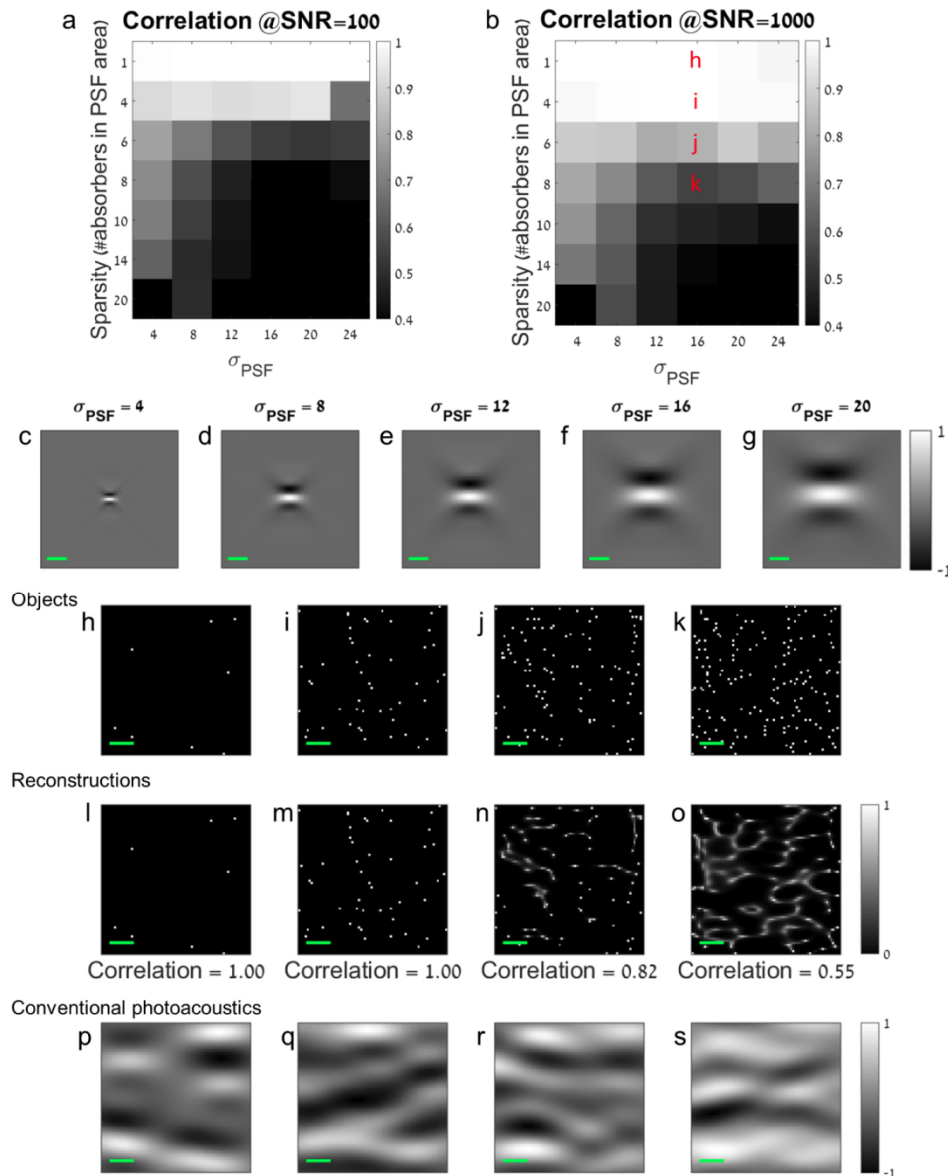 a Correlation @SNR=100
b Correlation @SNR=1000
Sparsity (#absorbers in PSF area)
1
4
6
8
10
14
20
4 8 12 16 20 24
σPSF
1
0.9
0.8
0.7
0.6
0.5
0.4
Sparsity (#absorbers in PSF area)
1
4
6
8
10
14
20
h
i
j
k
4 8 12 16 20 24
σPSF
1
0.9
0.8
0.7
0.6
0.5
0.4
σPSF = 4 σPSF = 8 σPSF = 12 σPSF = 16 σPSF = 20
c d e f g
1
-1
Objects
h i j k
Reconstructions
l m n o
1
0
Correlation = 1.00 Correlation = 1.00 Correlation = 0.82 Correlation = 0.55
Conventional photoacoustics
p q r s
1
-1